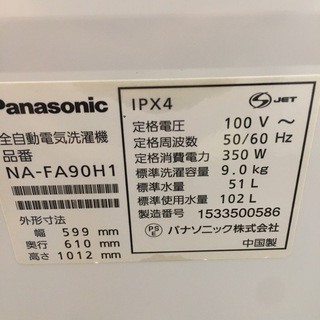 Panasonic
全自動電気洗濯機
品番
NA-FA90H1
外形寸法
幅 599 mm
奥行 610 mm
高さ 1012 mm
IPX4
S JET
定格電圧 100 V ～
定格周波数 50/60 Hz
定格消費電力 350 W
標準洗濯容量 9.0 kg
標準水量 51 L
標準使用水量 102 L
製造番号 1533500586
PS E パナソニック株式会社
中国製